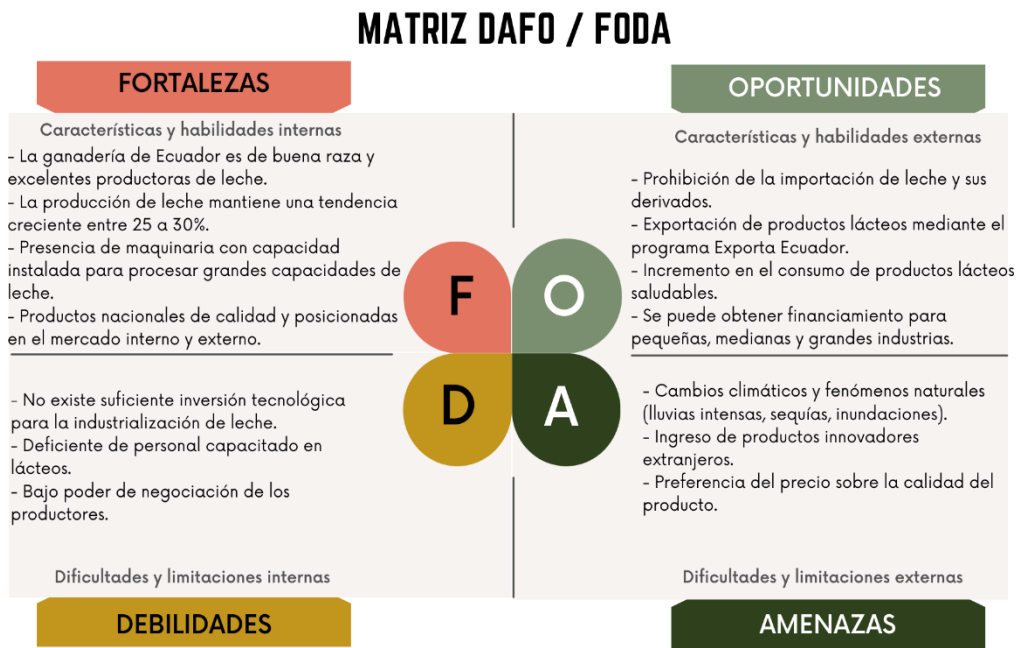 MATRIZ DAFO / FODA
FORTALEZAS
Características y habilidades internas
- La ganadería de Ecuador es de buena raza y
excelentes productoras de leche.
- La producción de leche mantiene una tendencia
creciente entre 25 a 30%.
- Presencia de maquinaria con capacidad
instalada para procesar grandes capacidades de
leche.
- Productos nacionales de calidad y posicionadas
en el mercado interno y externo.
OPORTUNIDADES
Características y habilidades externas
- Prohibición de la importación de leche y sus
derivados.
- Exportación de productos lácteos mediante el
programa Exporta Ecuador.
- Incremento en el consumo de productos lácteos
saludables.
- Se puede obtener financiamiento para
pequeñas, medianas y grandes industrias.
F
O
D
A
- No existe suficiente inversión tecnológica
para la industrialización de leche.
- Deficiente de personal capacitado en
lácteos.
- Bajo poder de negociación de los
productores.
Dificultades y limitaciones internas
DEBILIDADES
- Cambios climáticos y fenómenos naturales
(lluvias intensas, sequías, inundaciones).
- Ingreso de productos innovadores
extranjeros.
- Preferencia del precio sobre la calidad del
producto.
Dificultades y limitaciones externas
AMENAZAS